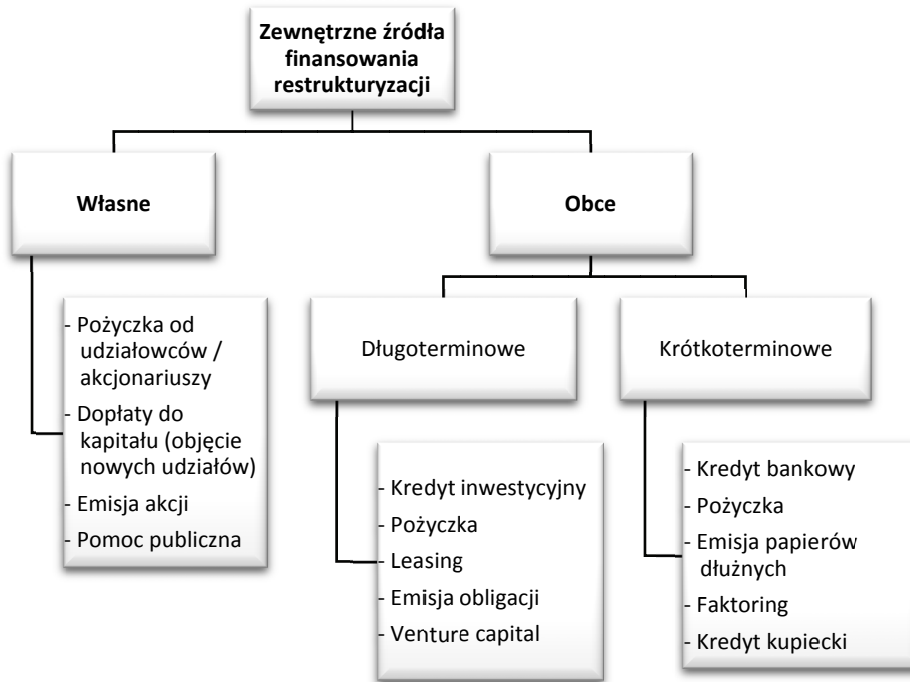 Zewnętrzne źródła
finansowania
restrukturyzacji
Własne
Obce
- Pożyczka od
udziałowców /
akcjonariuszy
- Dopłaty do
kapitału (objęcie
nowych udziałów)
- Emisja akcji
- Pomoc publiczna
Długoterminowe
Krótkoterminowe
- Kredyt inwestycyjny
- Pożyczka
- Leasing
- Emisja obligacji
- Venture capital
- Kredyt bankowy
- Pożyczka
- Emisja papierów
dłużnych
- Faktoring
- Kredyt kupiecki